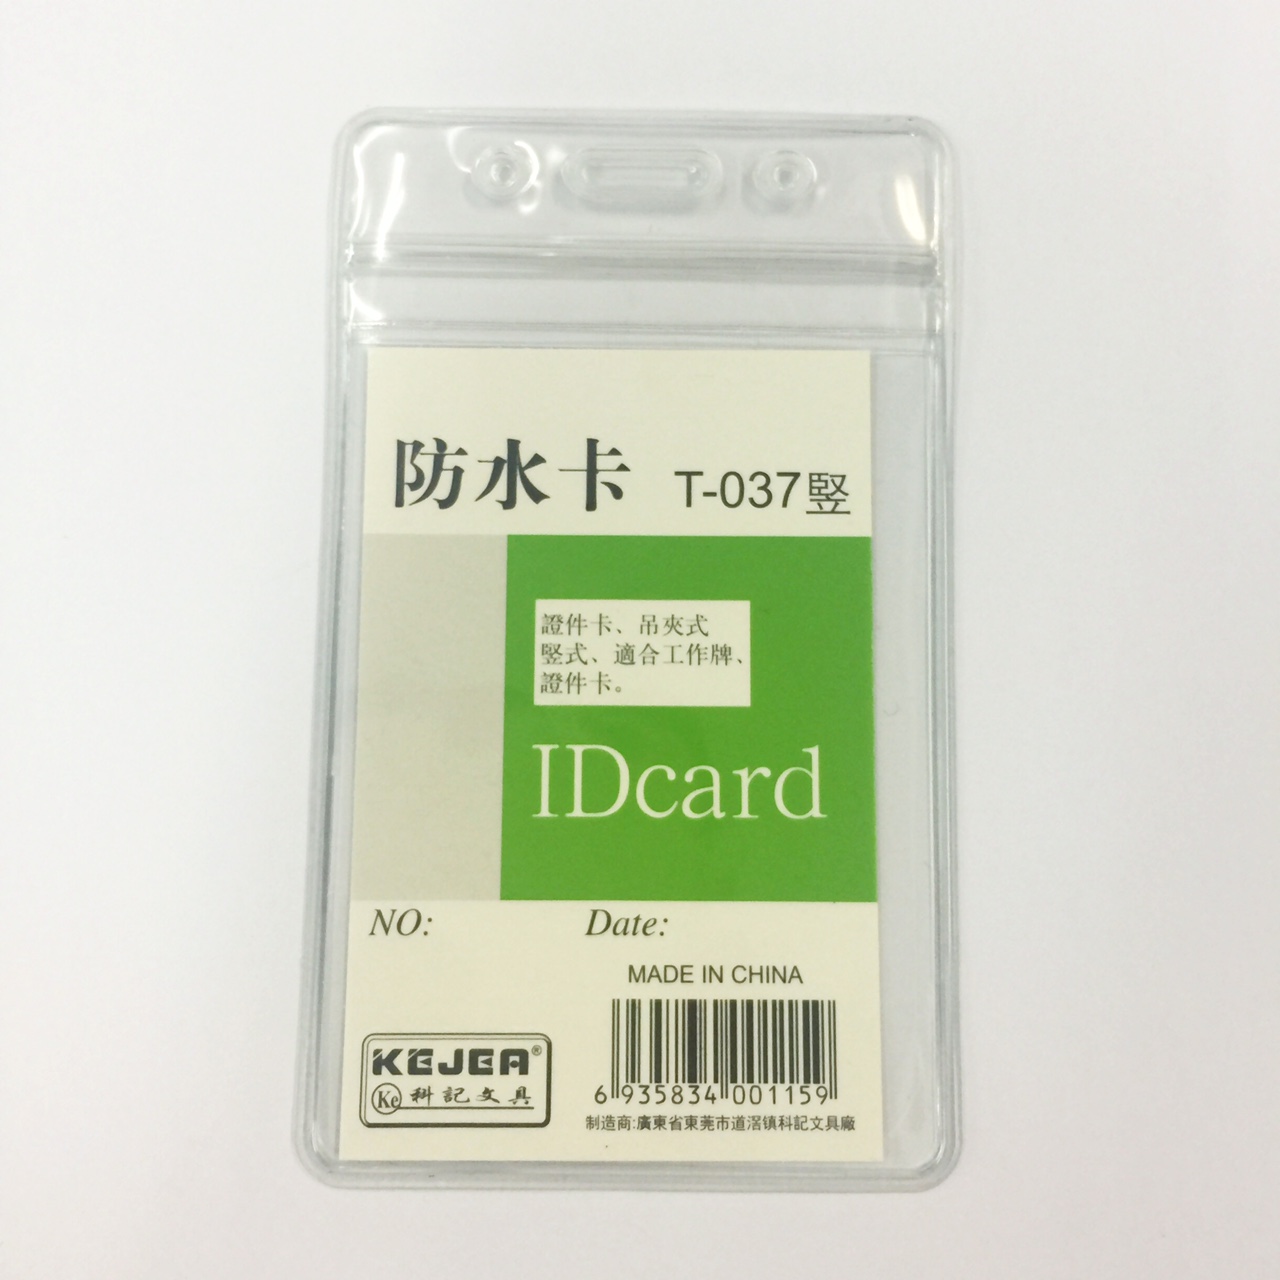 防水卡 T-037竪
證件卡、吊夾式
竪式、適合工作牌、
證件卡。
IDcard
NO: Date:
MADE IN CHINA
KEJEA®
Ke 科記文具
6 935834 001159
制造商:廣東省東莞市道滘镇科記文具廠